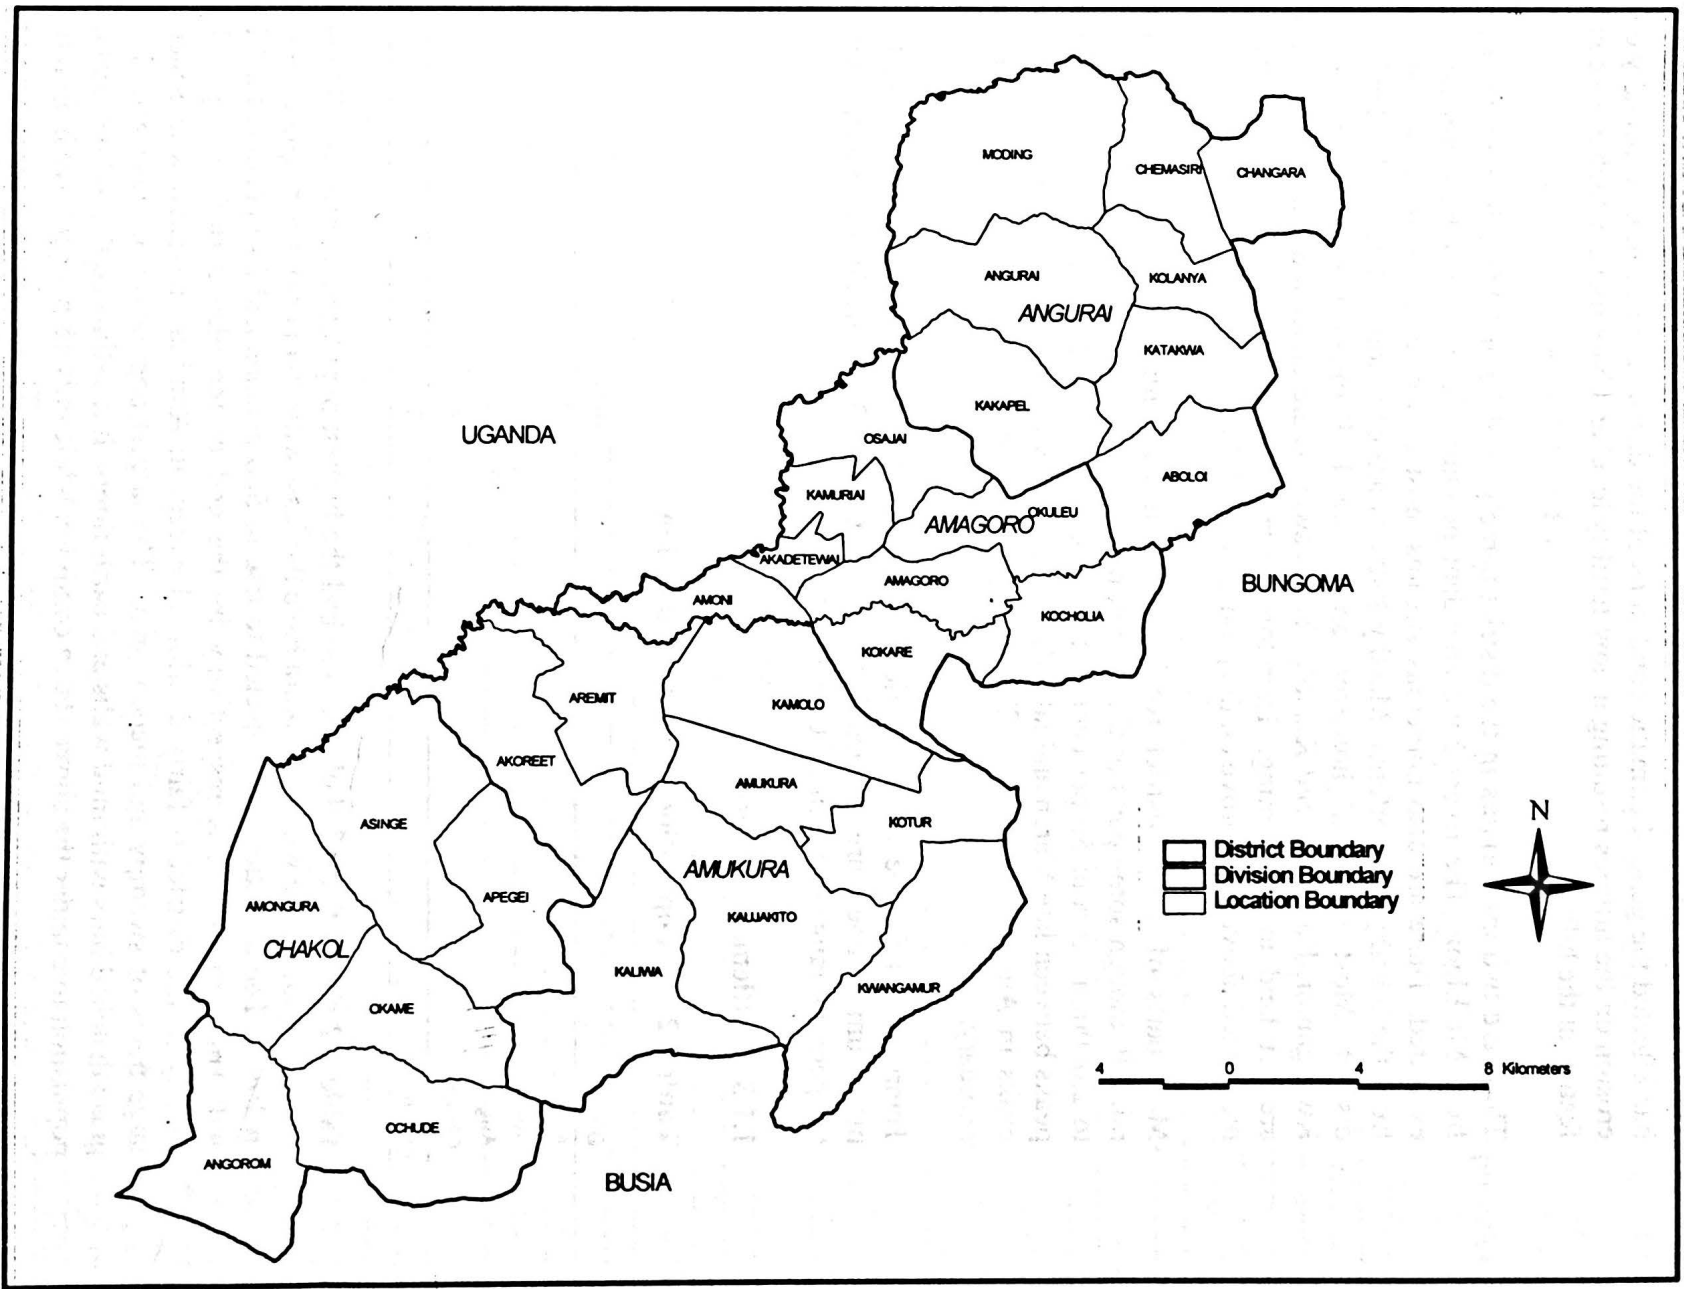 MODING
CHEMASIRI
CHANGARA
ANGURAI
KOLANYA
ANGURAI
KATAKWA
KAKAPEL
UGANDA
OSAJAI
ABOLOI
KAMURIAI
OKULEU
AMAGORO
AKADETEWAI
AMAGORO
BUNGOMA
AMONI
KOCHOLIA
KOKARE
AREMIT
KAMOLO
AKOREET
AMUKURA
ASINGE
KOTUR
N
District Boundary
Division Boundary
Location Boundary
AMUKURA
APEGEI
AMONGURA
KAUJAKITO
CHAKOL
KALIWA
KWANGAMUR
OKAME
4 0 4 8 Kilometers
OCHUDE
ANGOROM
BUSIA